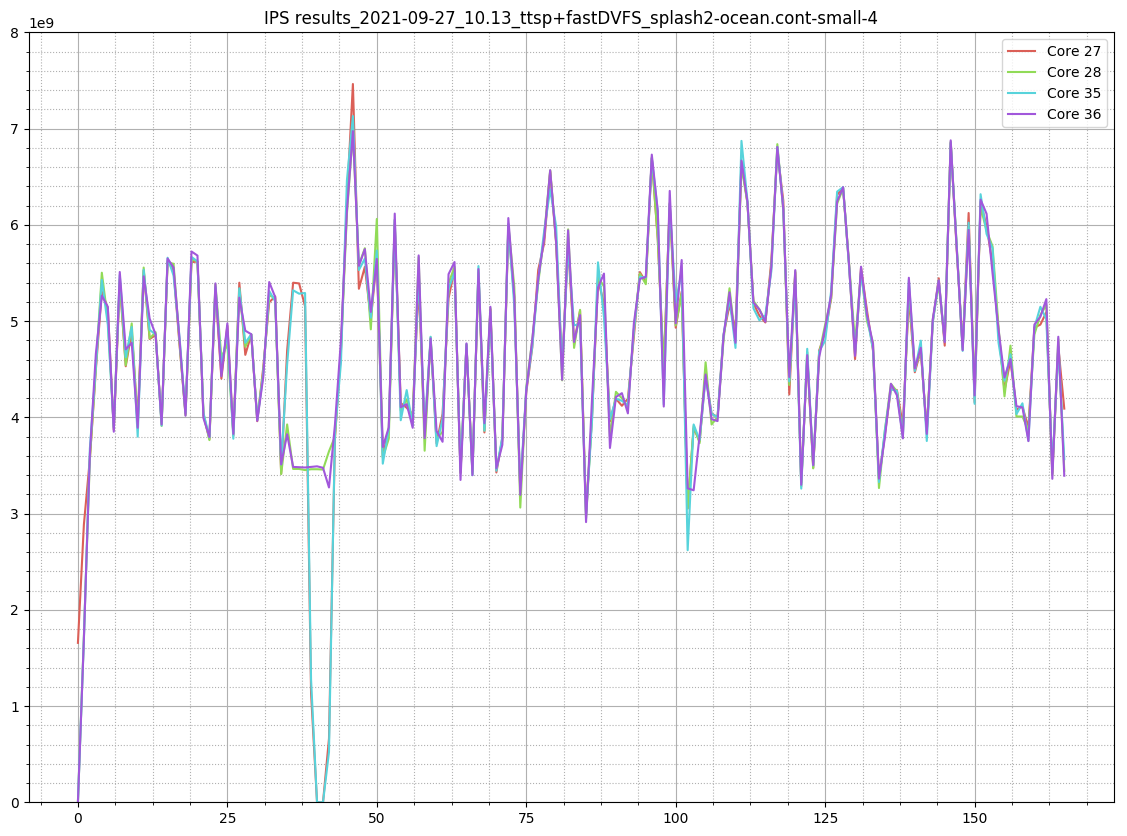 IPS results_2021-09-27_10.13_ttsp+fastDVFS_splash2-ocean.cont-small-4
1e9
8
7
6
5
4
3
2
1
0
0 25 50 75 100 125 150
Core 27
Core 28
Core 35
Core 36